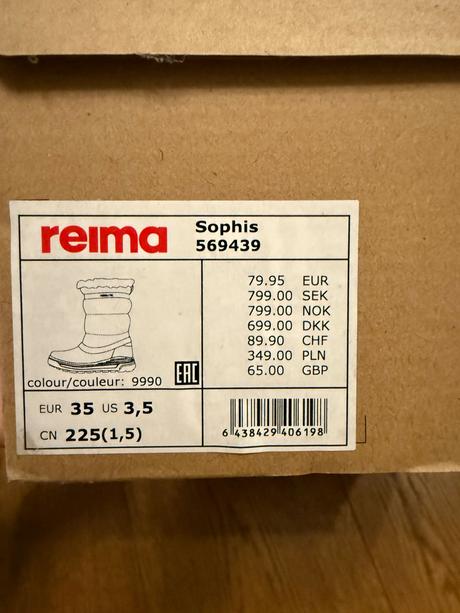 reima
Sophis
569439
79.95 EUR
799.00 SEK
799.00 NOK
699.00 DKK
89.90 CHF
349.00 PLN
65.00 GBP
colour/couleur: 9990
EAC
EUR 35 US 3,5
CN 225(1,5)
6 438429 406198